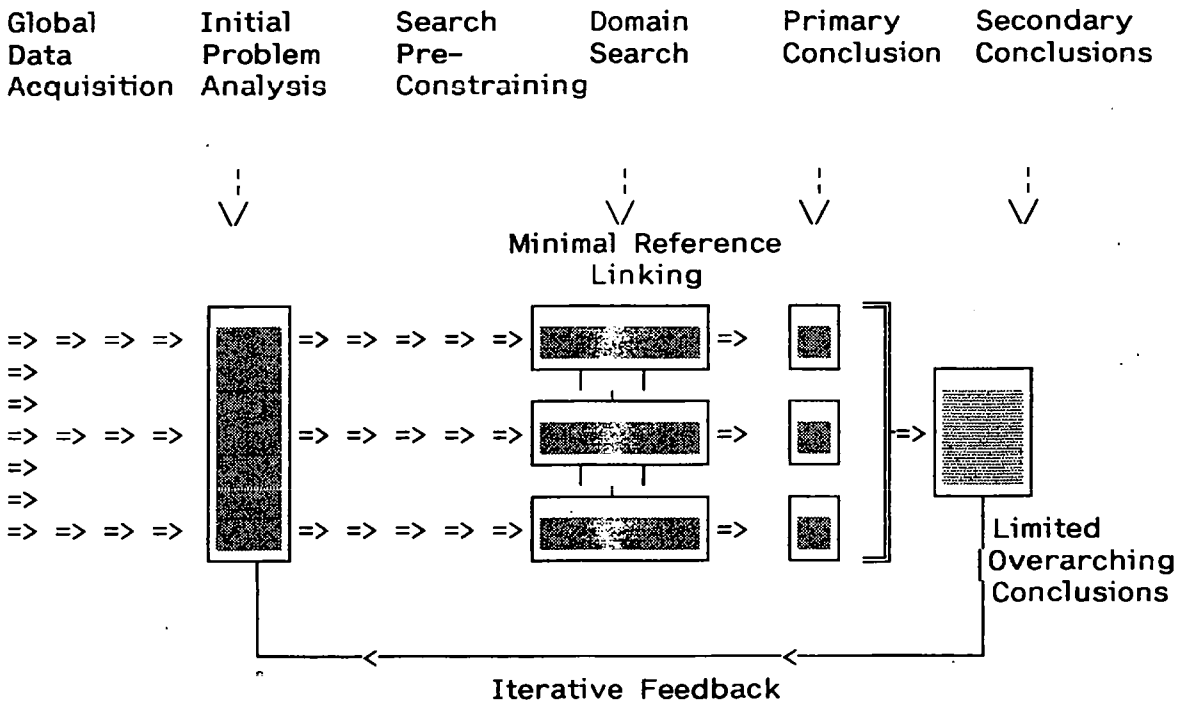 Global Data Acquisition
Initial Problem Analysis
Search Pre- Constraining
Domain Search
Primary Conclusion
Secondary Conclusions
Minimal Reference
Linking
=> => => => => => => => => =>
=>
=>
=> => => => => => => => => => =>
=>
=>
=> => => => => => => => => =>
Limited
Overarching
Conclusions
< <
Iterative Feedback